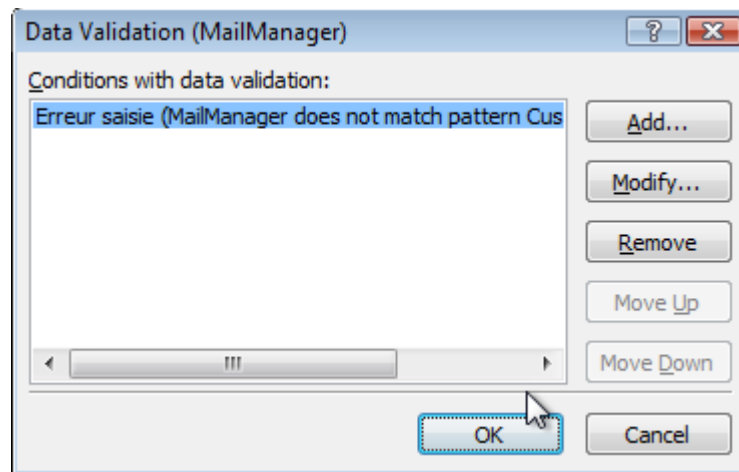 Data Validation (MailManager)
Conditions with data validation:
Erreur saisie (MailManager does not match pattern Cus
Add...
Modify...
Remove
Move Up
Move Down
OK
Cancel